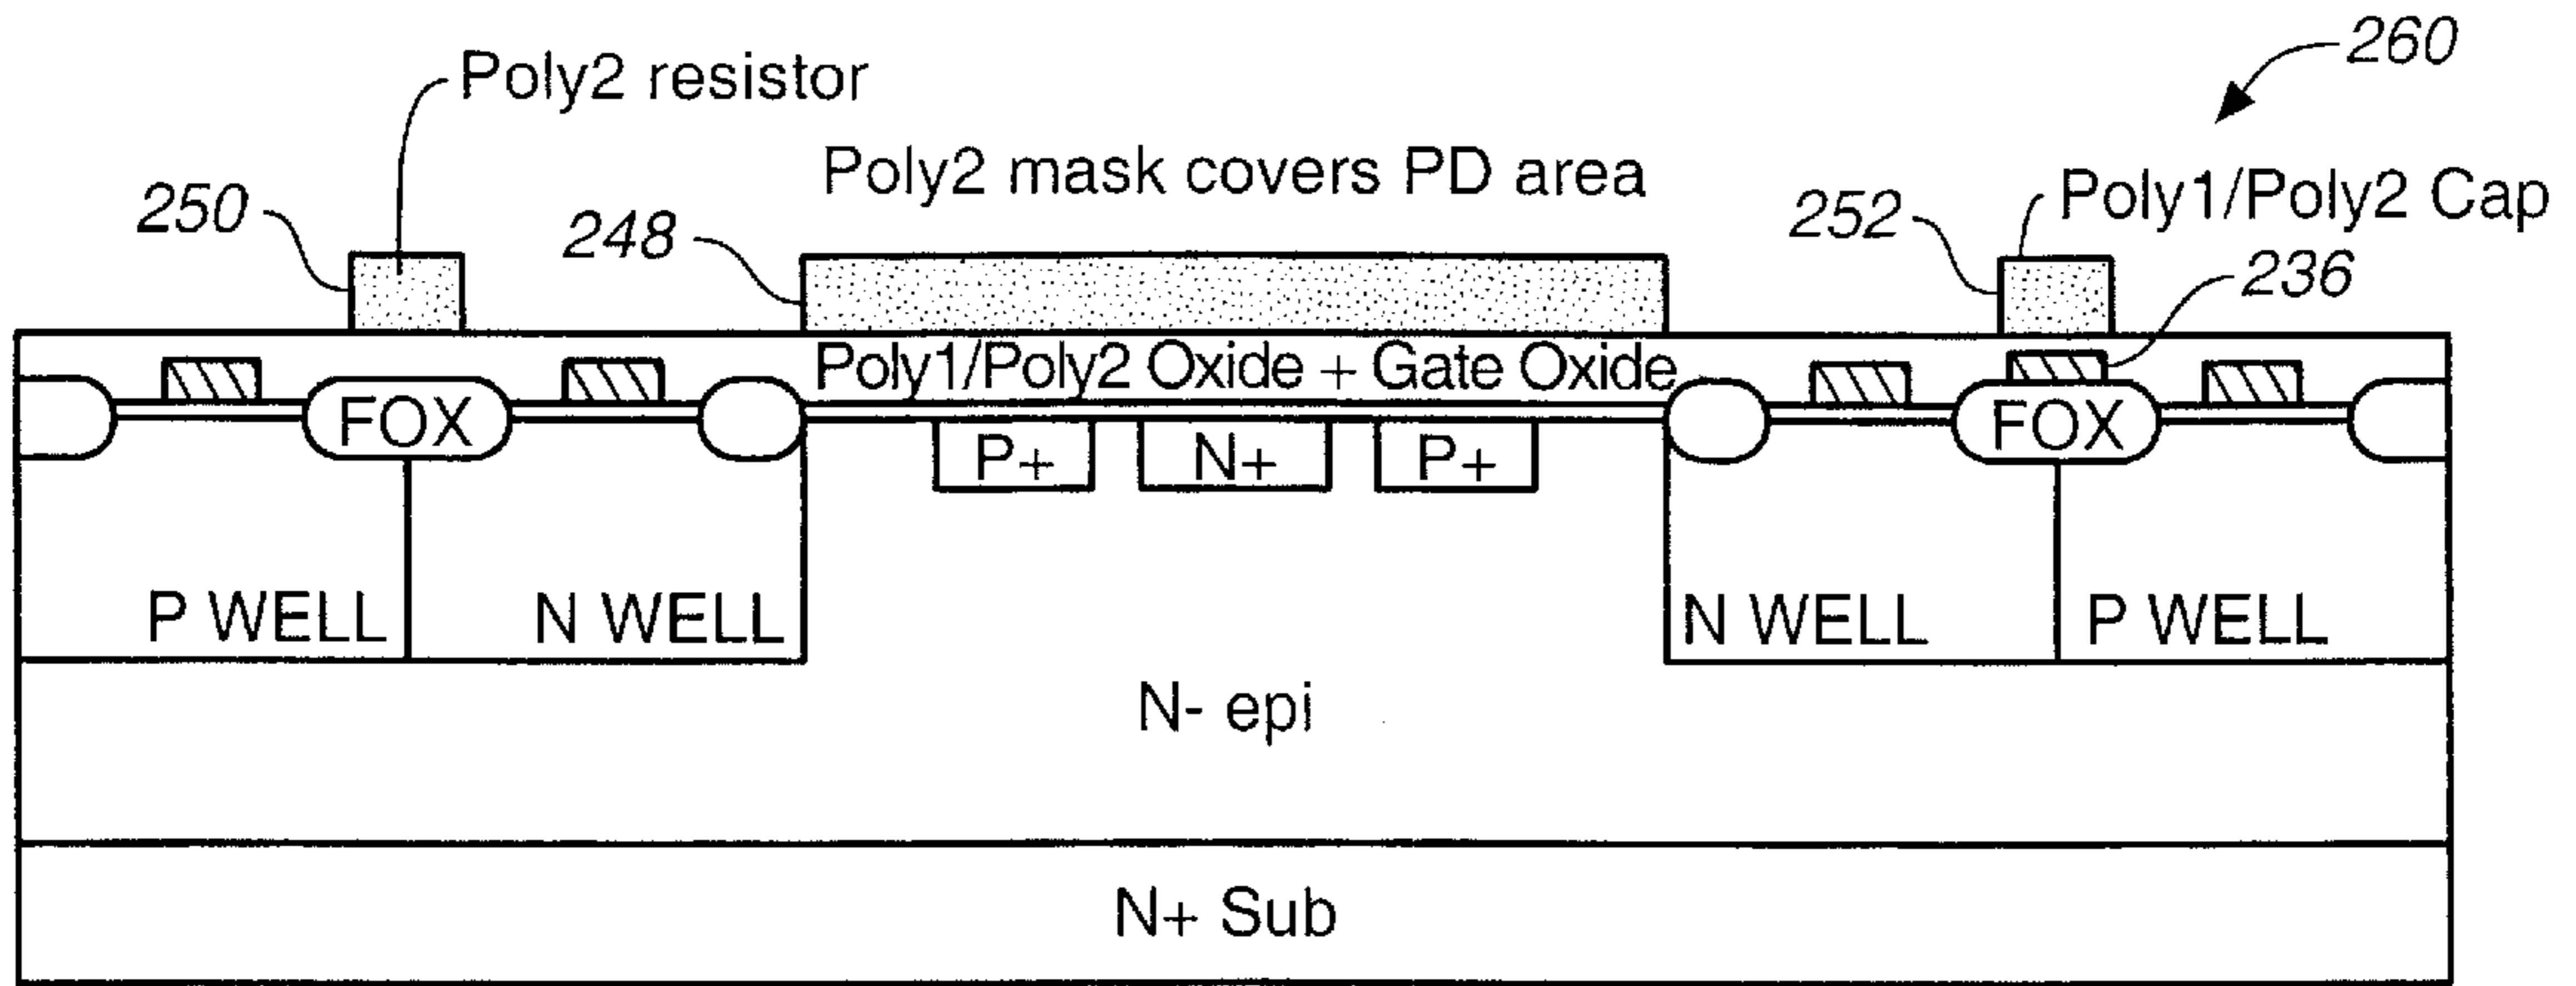 260
Poly2 resistor
Poly2 mask covers PD area
Poly1/Poly2 Cap
250
248
252
236
Poly1/Poly2 Oxide + Gate Oxide
FOX
FOX
P+
N+
P+
P WELL
N WELL
N WELL
P WELL
N- epi
N+ Sub